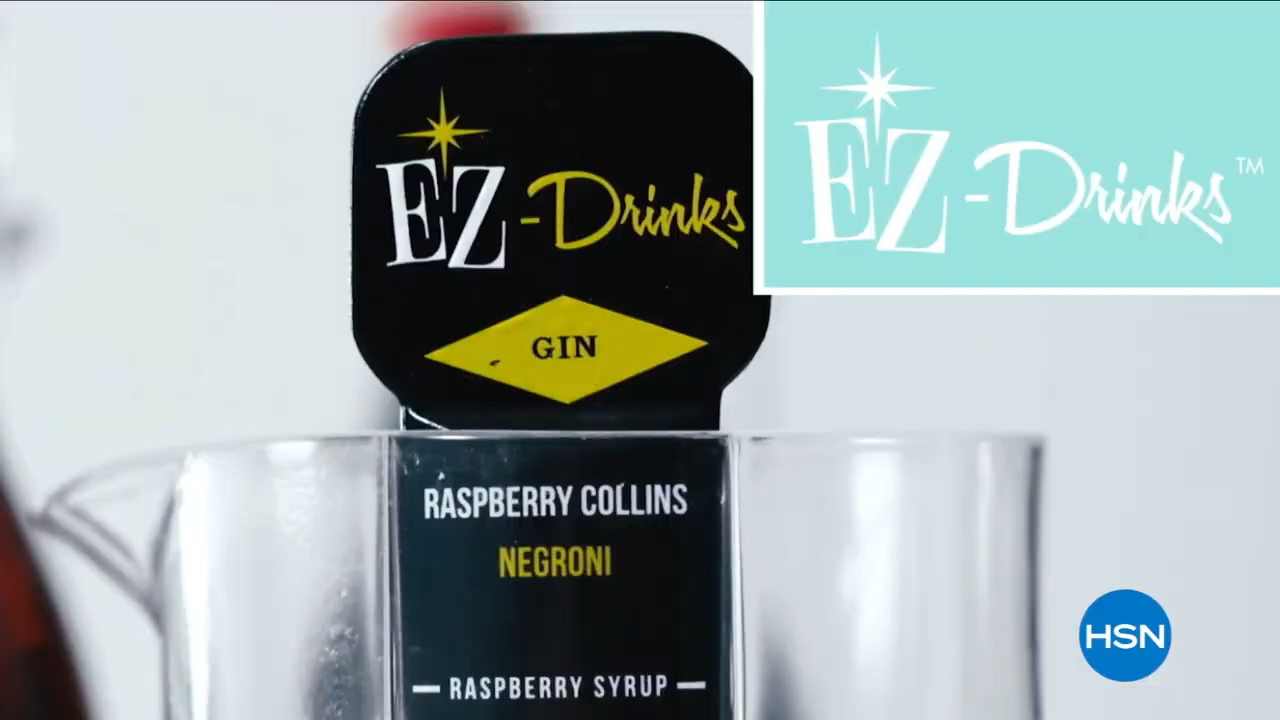 EZ-Drinks
GIN
RASPBERRY COLLINS
NEGRONI
— RASPBERRY SYRUP —
EZ-Drinks™
HSN